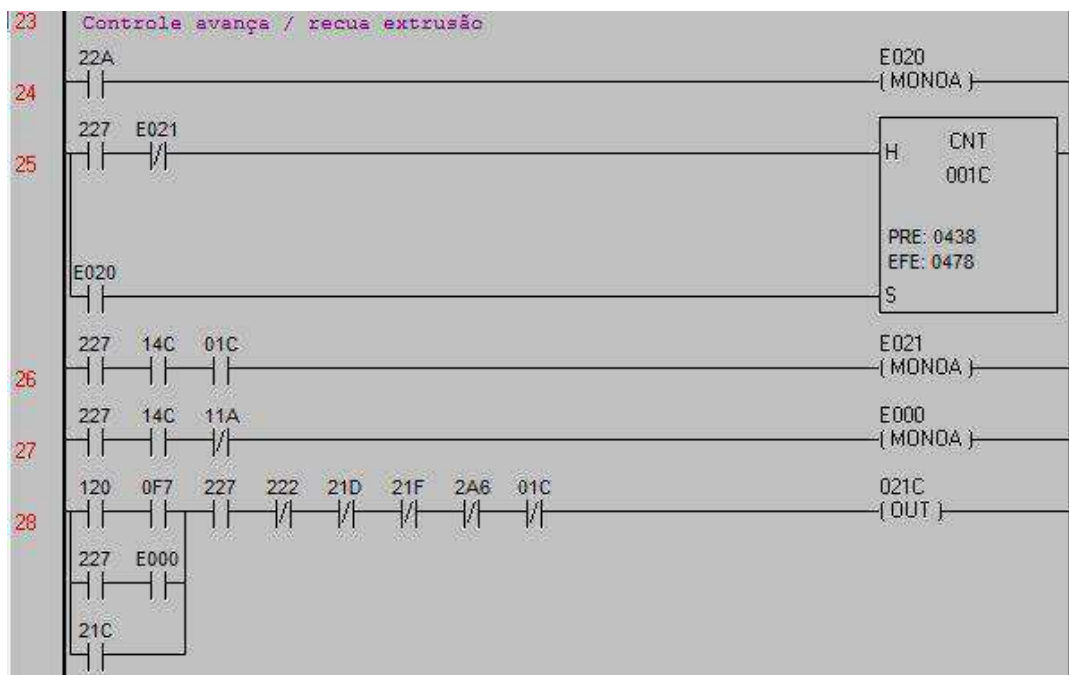 23 Controle avança / recua extrusão
22A E020
24 ( MONOA )
227 E021 CNT
25 H 001C
PRE: 0438
EFE: 0478
E020
S
227 14C 01C E021
26 ( MONOA )
227 14C 11A E000
27 ( MONOA )
120 0F7 227 222 21D 21F 2A6 01C 021C
28 ( OUT )
227 E000
21C